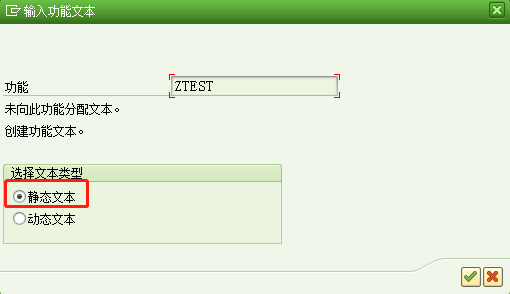 输入功能文本
功能 ZTEST
未向此功能分配文本。
创建功能文本。
选择文本类型
静态文本
动态文本